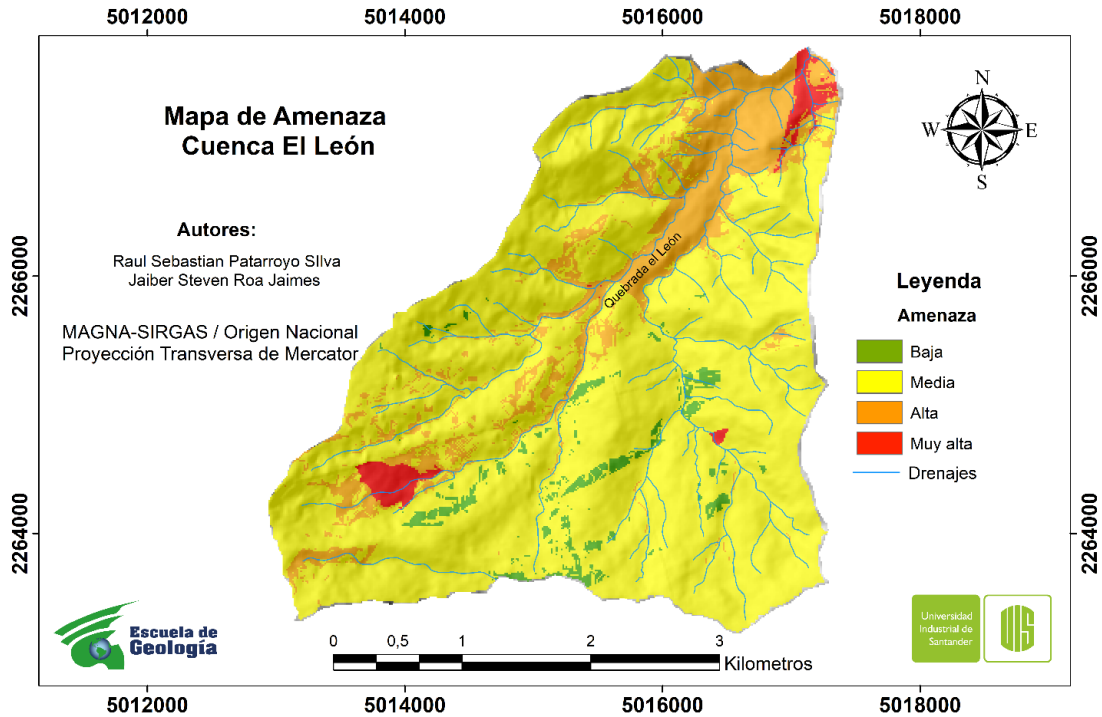 5012000
5014000
5016000
5018000
Mapa de Amenaza
Cuenca El León
N
W
E
S
Autores:
Raul Sebastian Patarroyo SIlva
Jaiber Steven Roa Jaimes
MAGNA-SIRGAS / Origen Nacional
Proyección Transversa de Mercator
2266000
2266000
Quebrada el León
Leyenda
Amenaza
Baja
Media
Alta
Muy alta
Drenajes
2264000
2264000
Escuela de
Geología
0
0,5
1
2
3
Kilometros
Universidad
Industrial de
Santander
UIS
5012000
5014000
5016000
5018000